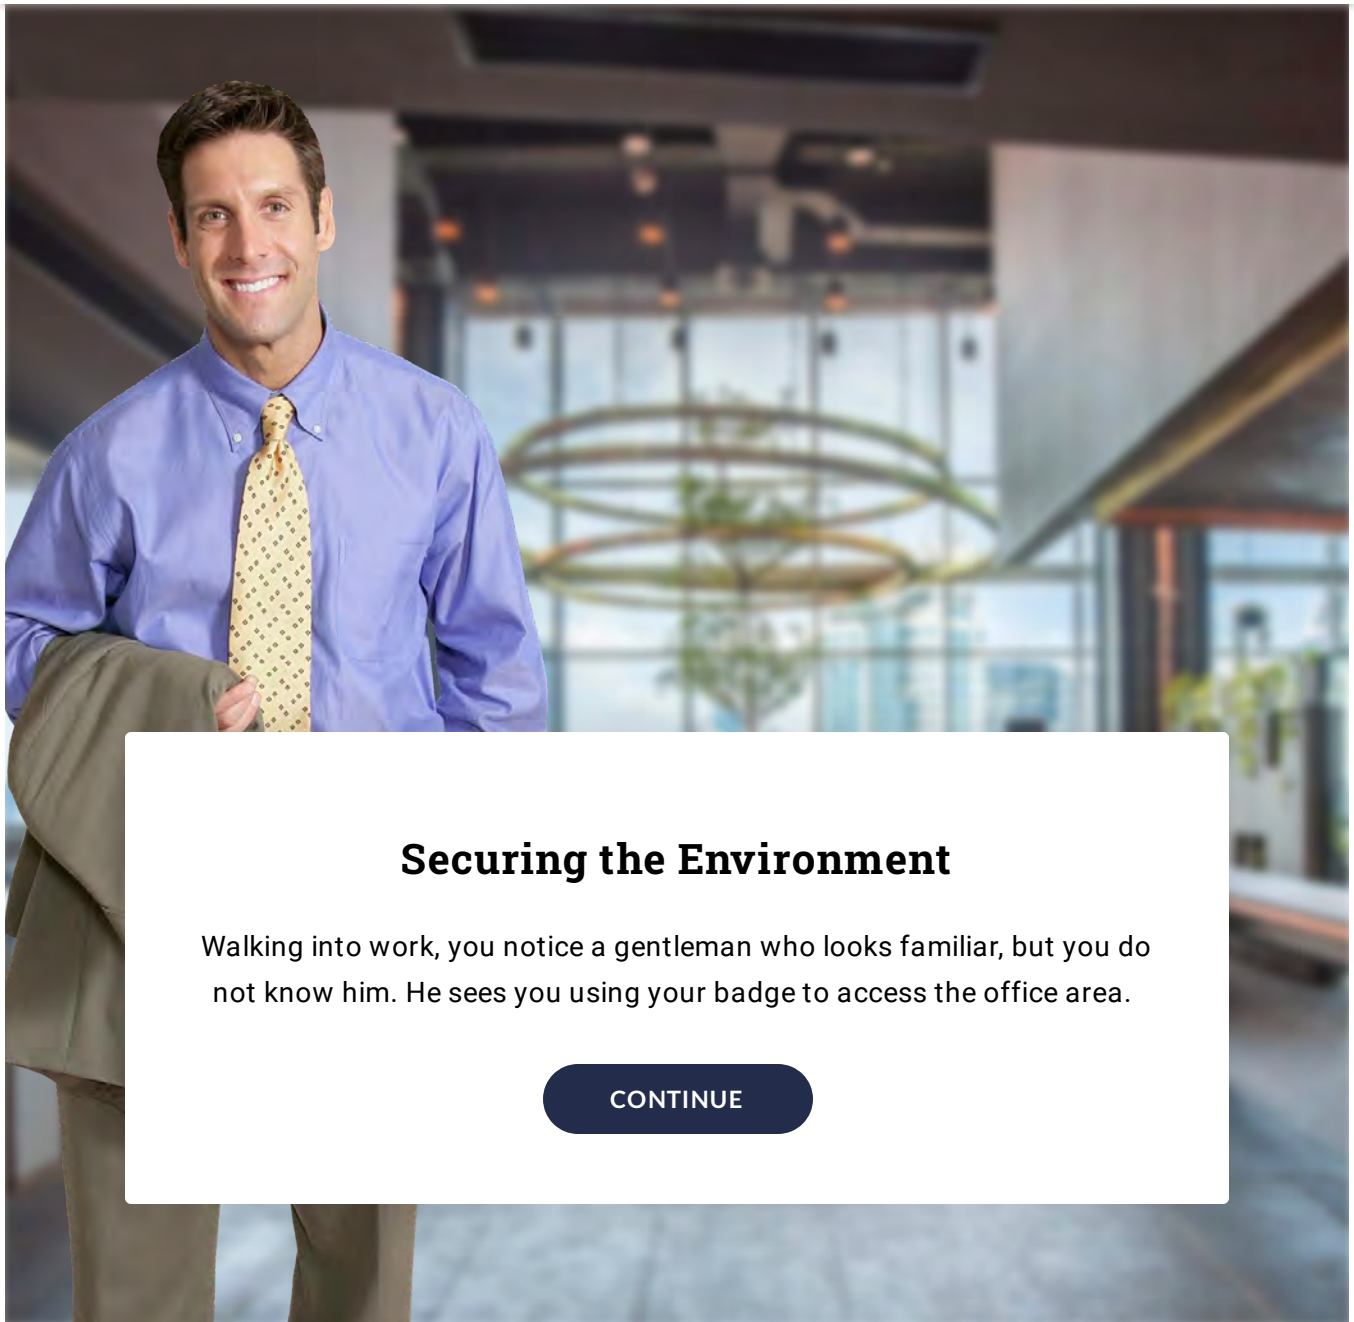 Securing the Environment
Walking into work, you notice a gentleman who looks familiar, but you do
not know him. He sees you using your badge to access the office area.
CONTINUE